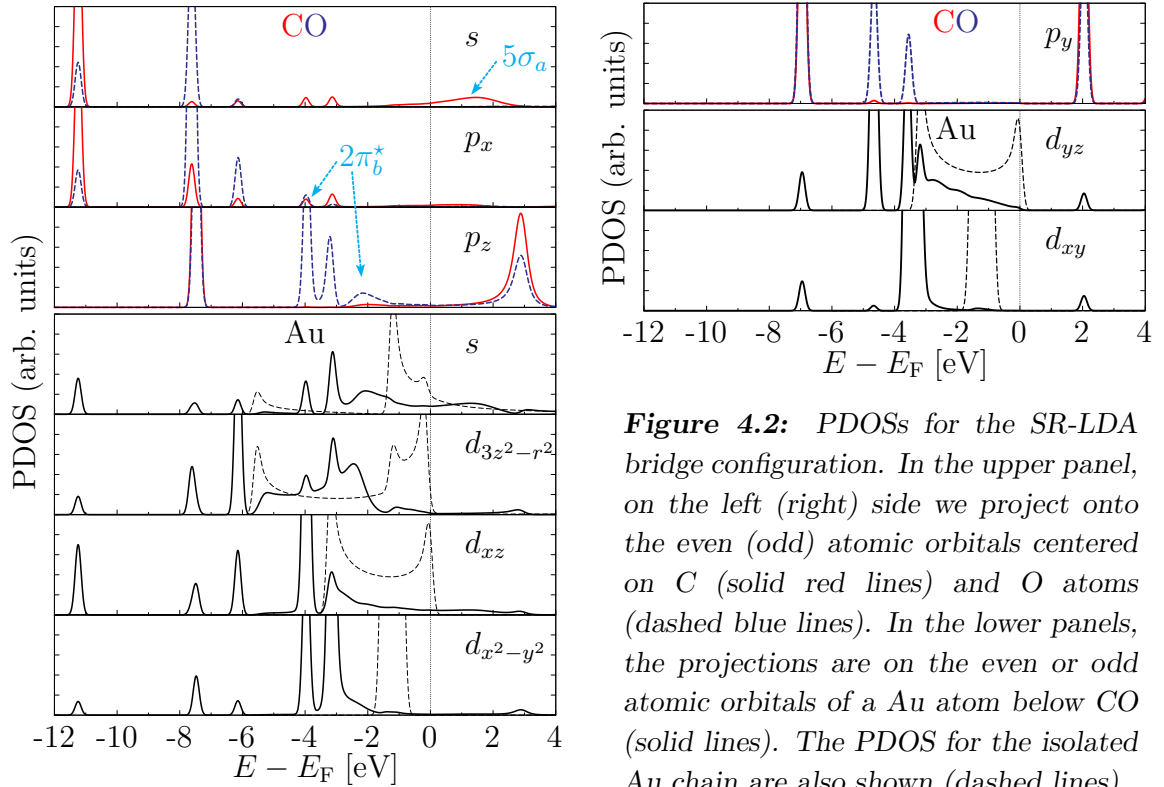 CO
s
5σa
px
2π*b
pz
PDOS (arb. units)
Au
s
d3z²−r²
dxz
dx²−y²
-12 -10 -8 -6 -4 -2 0 2 4
E − EF [eV]
CO
py
PDOS (arb. units)
Au
dyz
dxy
-12 -10 -8 -6 -4 -2 0 2 4
E − EF [eV]
Figure 4.2: PDOSs for the SR-LDA
bridge configuration. In the upper panel,
on the left (right) side we project onto
the even (odd) atomic orbitals centered
on C (solid red lines) and O atoms
(dashed blue lines). In the lower panels,
the projections are on the even or odd
atomic orbitals of a Au atom below CO
(solid lines). The PDOS for the isolated
Au chain are also shown (dashed lines).